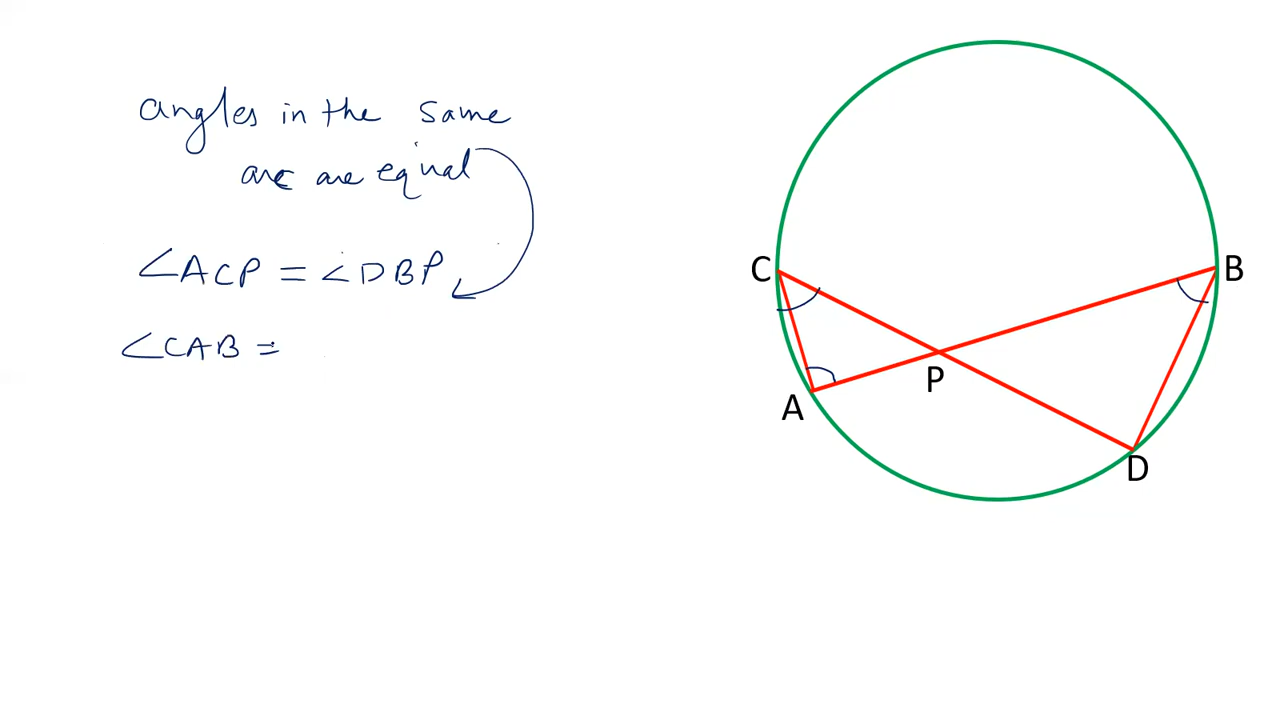 angles in the same
arc are equal
∠ACP = ∠DBP
∠CAB =
C
B
P
A
D